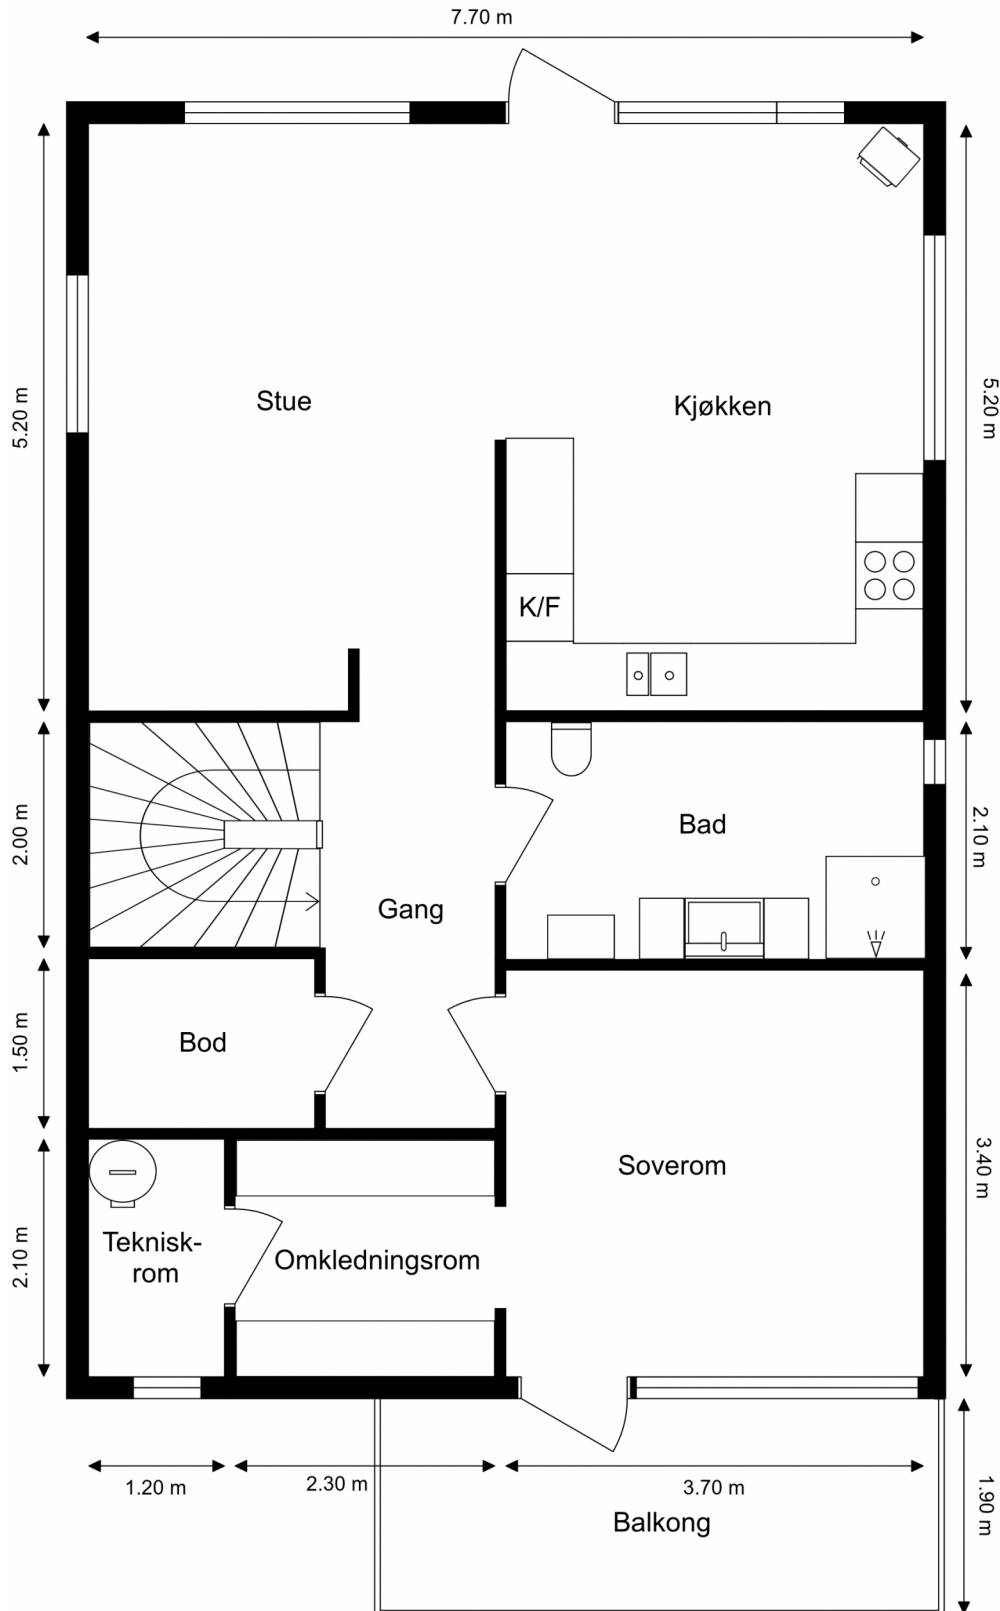 7.70 m
5.20 m
5.20 m
Stue
Kjøkken
K/F
2.00 m
2.10 m
Bad
Gang
1.50 m
Bod
3.40 m
Soverom
2.10 m
Teknisk-
rom
Omkledningsrom
1.20 m
2.30 m
3.70 m
1.90 m
Balkong